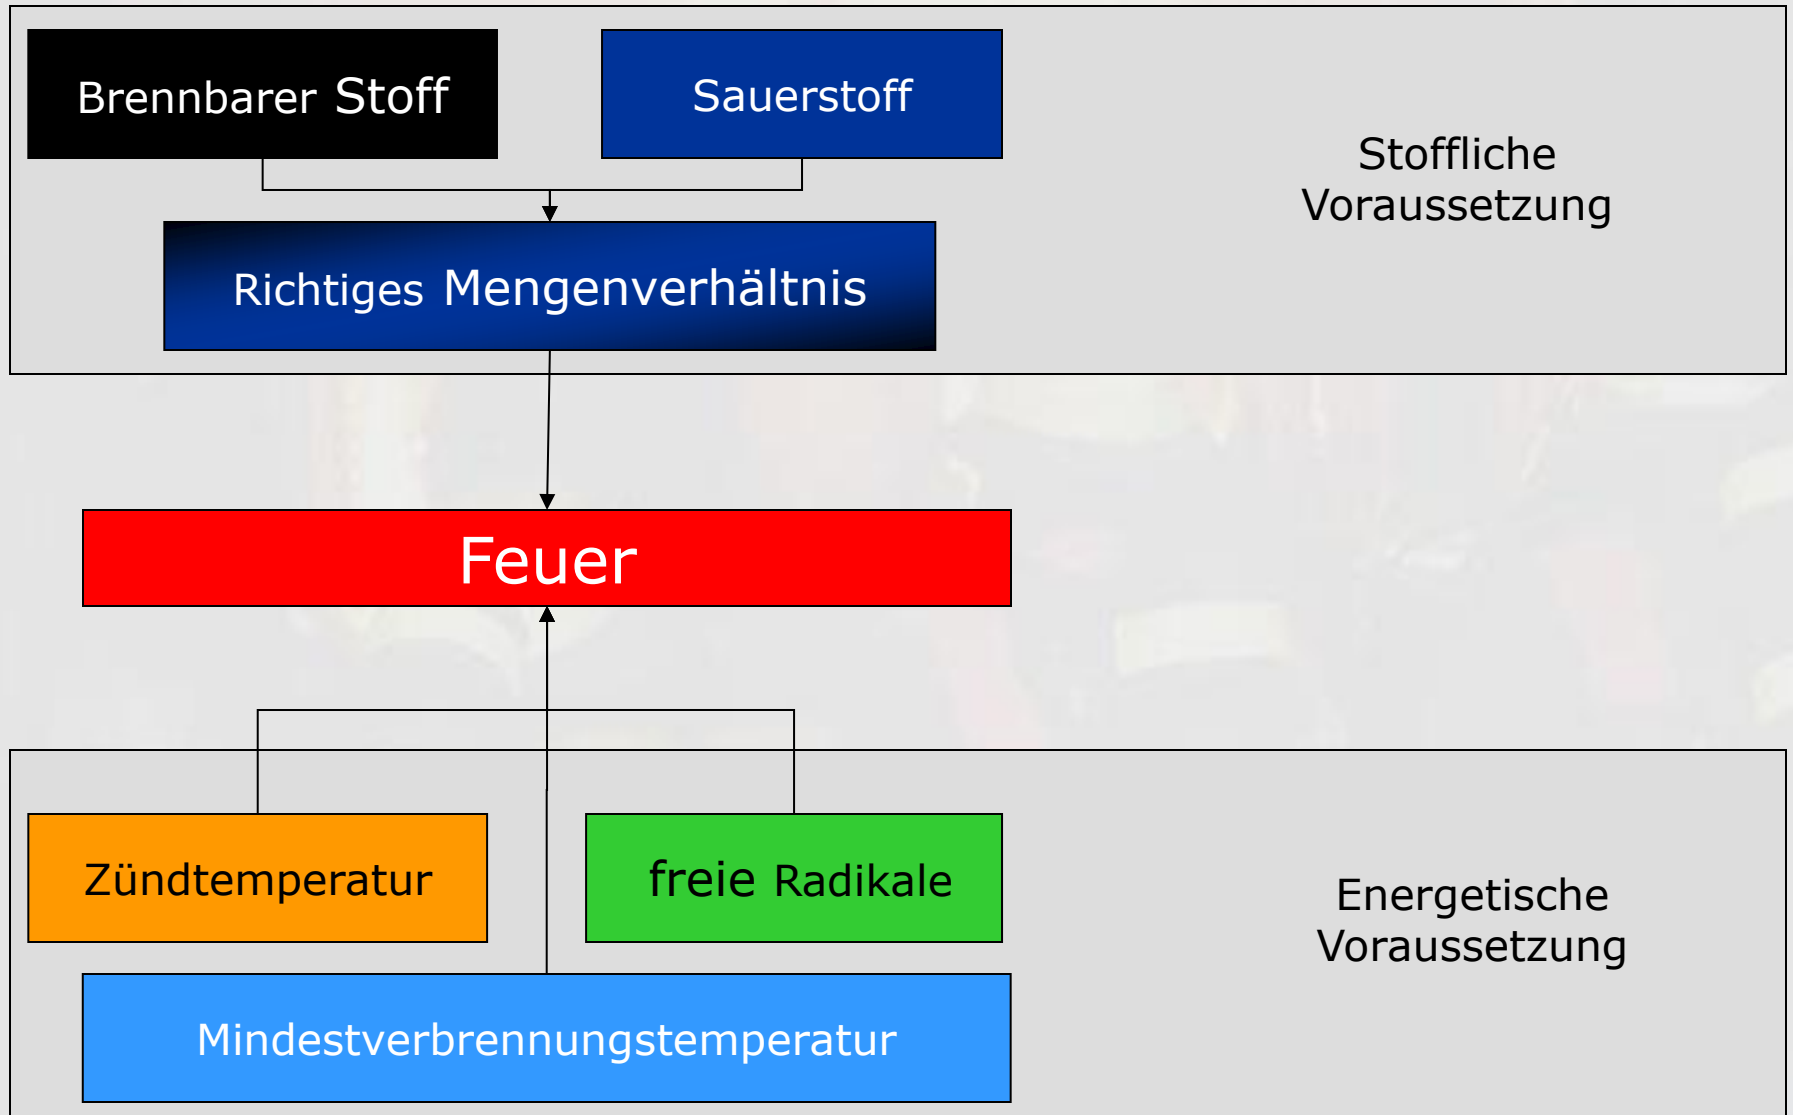 Brennbarer Stoff
Sauerstoff
Stoffliche
Voraussetzung
Richtiges Mengenverhältnis
Feuer
Zündtemperatur
freie Radikale
Energetische
Voraussetzung
Mindestverbrennungstemperatur